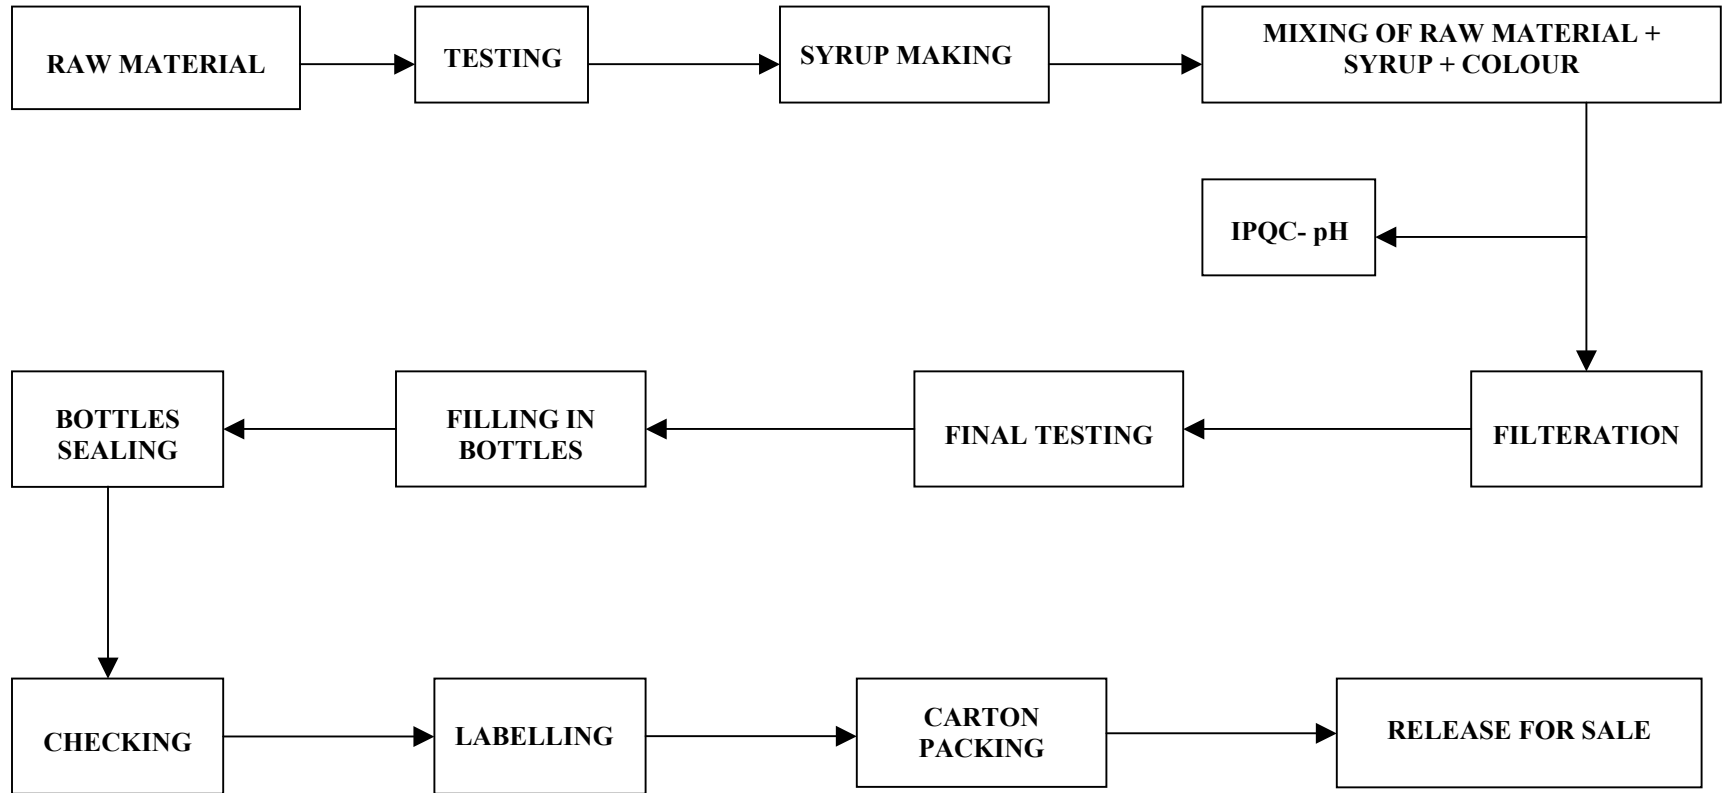 RAW MATERIAL
TESTING
SYRUP MAKING
MIXING OF RAW MATERIAL +
SYRUP + COLOUR
IPQC- pH
FILTERATION
FINAL TESTING
FILLING IN
BOTTLES
BOTTLES
SEALING
CHECKING
LABELLING
CARTON
PACKING
RELEASE FOR SALE